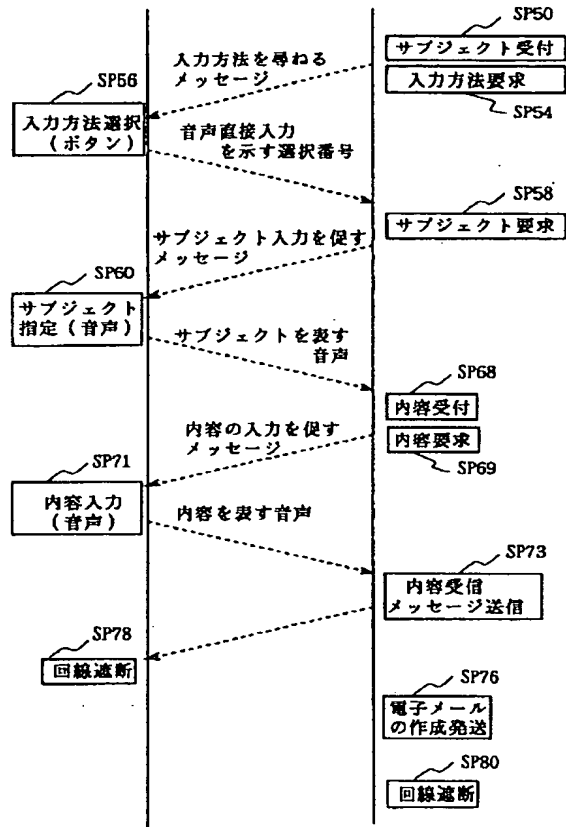 SP50
サブジェクト受付
入力方法を尋ねる
メッセージ
SP56
入力方法要求
SP54
入力方法選択
(ボタン)
音声直接入力
を示す選択番号
SP58
サブジェクト要求
サブジェクト入力を促す
メッセージ
SP60
サブジェクト
指定(音声)
サブジェクトを表す
音声
SP68
内容受付
内容の入力を促す
メッセージ
内容要求
SP69
SP71
内容入力
(音声)
内容を表す音声
SP73
内容受信
メッセージ送信
SP78
回線遮断
SP76
電子メール
の作成発送
SP80
回線遮断